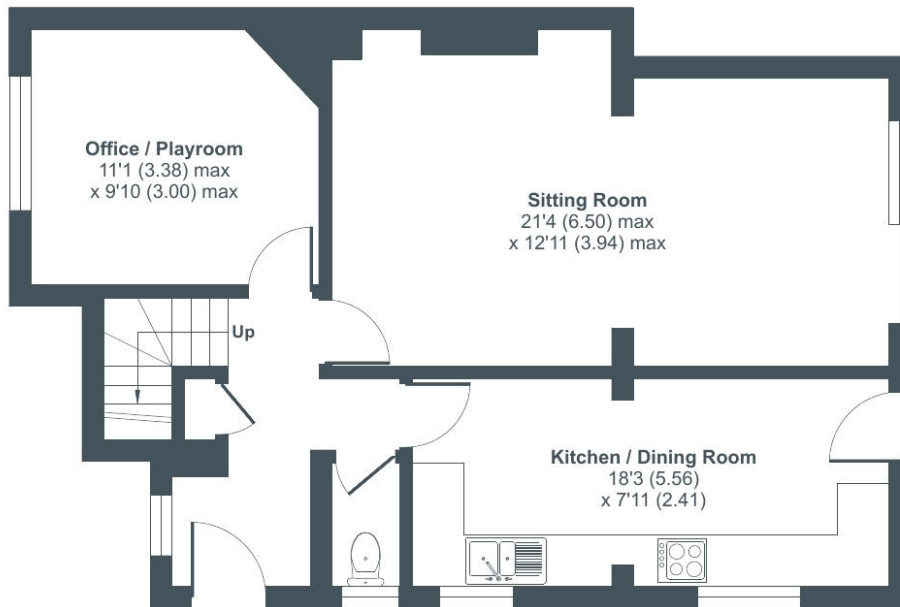 Office / Playroom
11'1 (3.38) max
x 9'10 (3.00) max
Sitting Room
21'4 (6.50) max
x 12'11 (3.94) max
Up
Kitchen / Dining Room
18'3 (5.56)
x 7'11 (2.41)